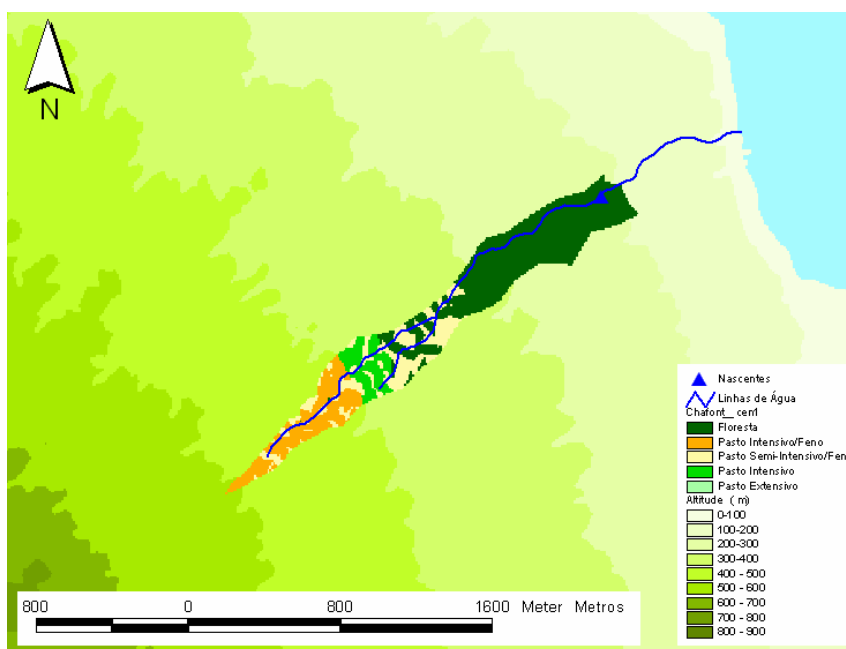 N
Nascentes
Linhas de Água
Chafont_cen1
Floresta
Pasto Intensivo/Feno
Pasto Semi-Intensivo/Fen
Pasto Intensivo
Pasto Extensivo
Altitude (m)
0-100
100-200
200-300
300-400
400 - 500
500 - 600
600 - 700
700 - 800
800 - 900
800 0 800 1600 Meter Metros